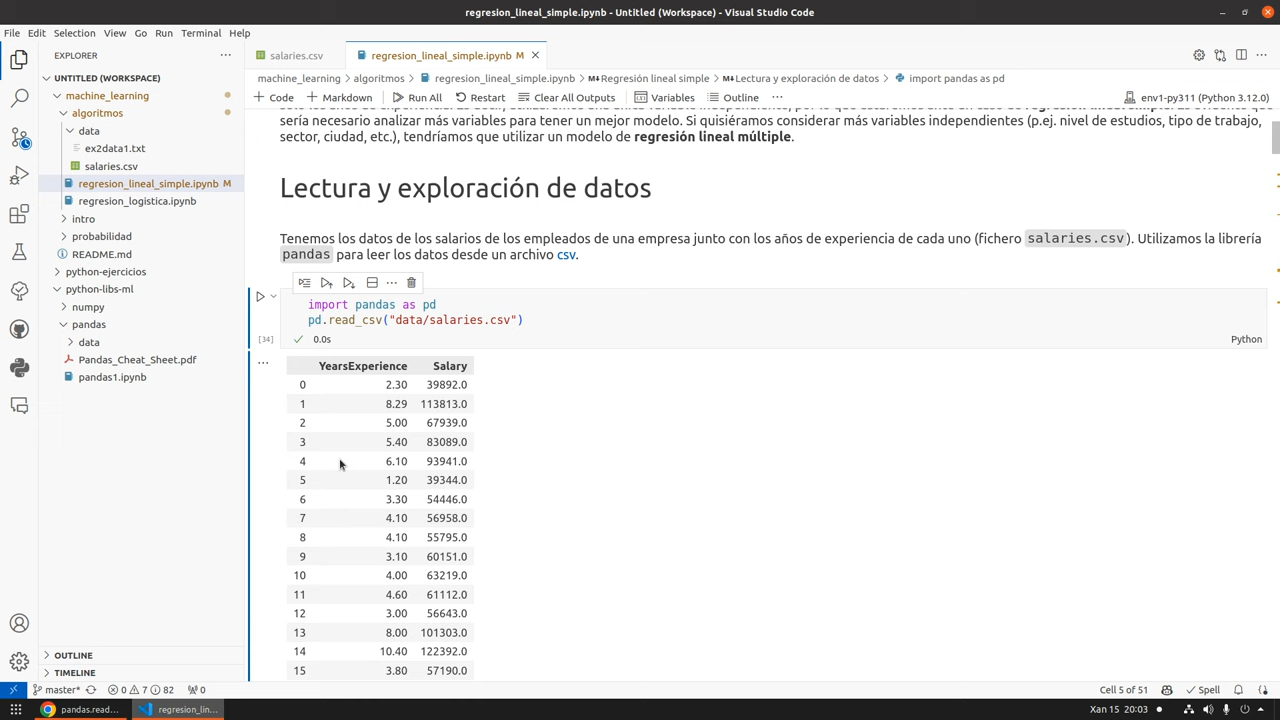 regresion_lineal_simple.ipynb - Untitled (Workspace) - Visual Studio Code
File Edit Selection View Go Run Terminal Help
EXPLORER
UNTITLED (WORKSPACE)
machine_learning
algoritmos
data
ex2data1.txt
salaries.csv
regresion_lineal_simple.ipynb M
regresion_logistica.ipynb
intro
probabilidad
README.md
python-ejercicios
python-libs-ml
numpy
pandas
data
Pandas_Cheat_Sheet.pdf
pandas1.ipynb
OUTLINE
TIMELINE
salaries.csv regresion_lineal_simple.ipynb M
machine_learning > algoritmos > regresion_lineal_simple.ipynb > M Regresión lineal simple > M Lectura y exploración de datos > import pandas as pd
+ Code + Markdown Run All Restart Clear All Outputs Variables Outline ... env1-py311 (Python 3.12.0)
sería necesario analizar más variables para tener un mejor modelo. Si quisiéramos considerar más variables independientes (p.ej. nivel de estudios, tipo de trabajo,
sector, ciudad, etc.), tendríamos que utilizar un modelo de regresión lineal múltiple.
Lectura y exploración de datos
Tenemos los datos de los salarios de los empleados de una empresa junto con los años de experiencia de cada uno (fichero salaries.csv). Utilizamos la librería
pandas para leer los datos desde un archivo csv.
import pandas as pd
pd.read_csv("data/salaries.csv")
[34] 0.0s Python
YearsExperience Salary
0 2.30 39892.0
1 8.29 113813.0
2 5.00 67939.0
3 5.40 83089.0
4 6.10 93941.0
5 1.20 39344.0
6 3.30 54446.0
7 4.10 56958.0
8 4.10 55795.0
9 3.10 60151.0
10 4.00 63219.0
11 4.60 61112.0
12 3.00 56643.0
13 8.00 101303.0
14 10.40 122392.0
15 3.80 57190.0
master* 0 7 82 0 Cell 5 of 51 Spell
pandas.read... regresion_lin... Xan 15 20:03